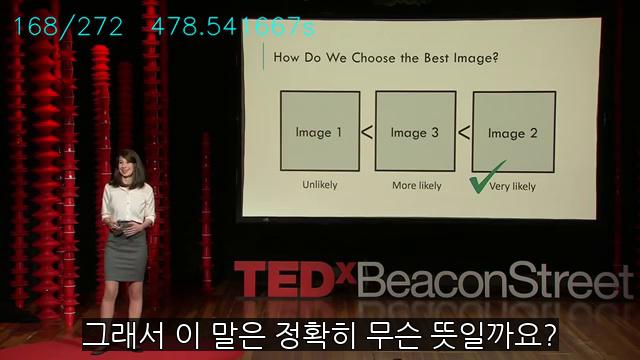 168/272 478.541667s
How Do We Choose the Best Image?
Image 1 < Image 3 < Image 2
Unlikely More likely Very likely
TEDxBeaconStreet
그래서 이 말은 정확히 무슨 뜻일까요?